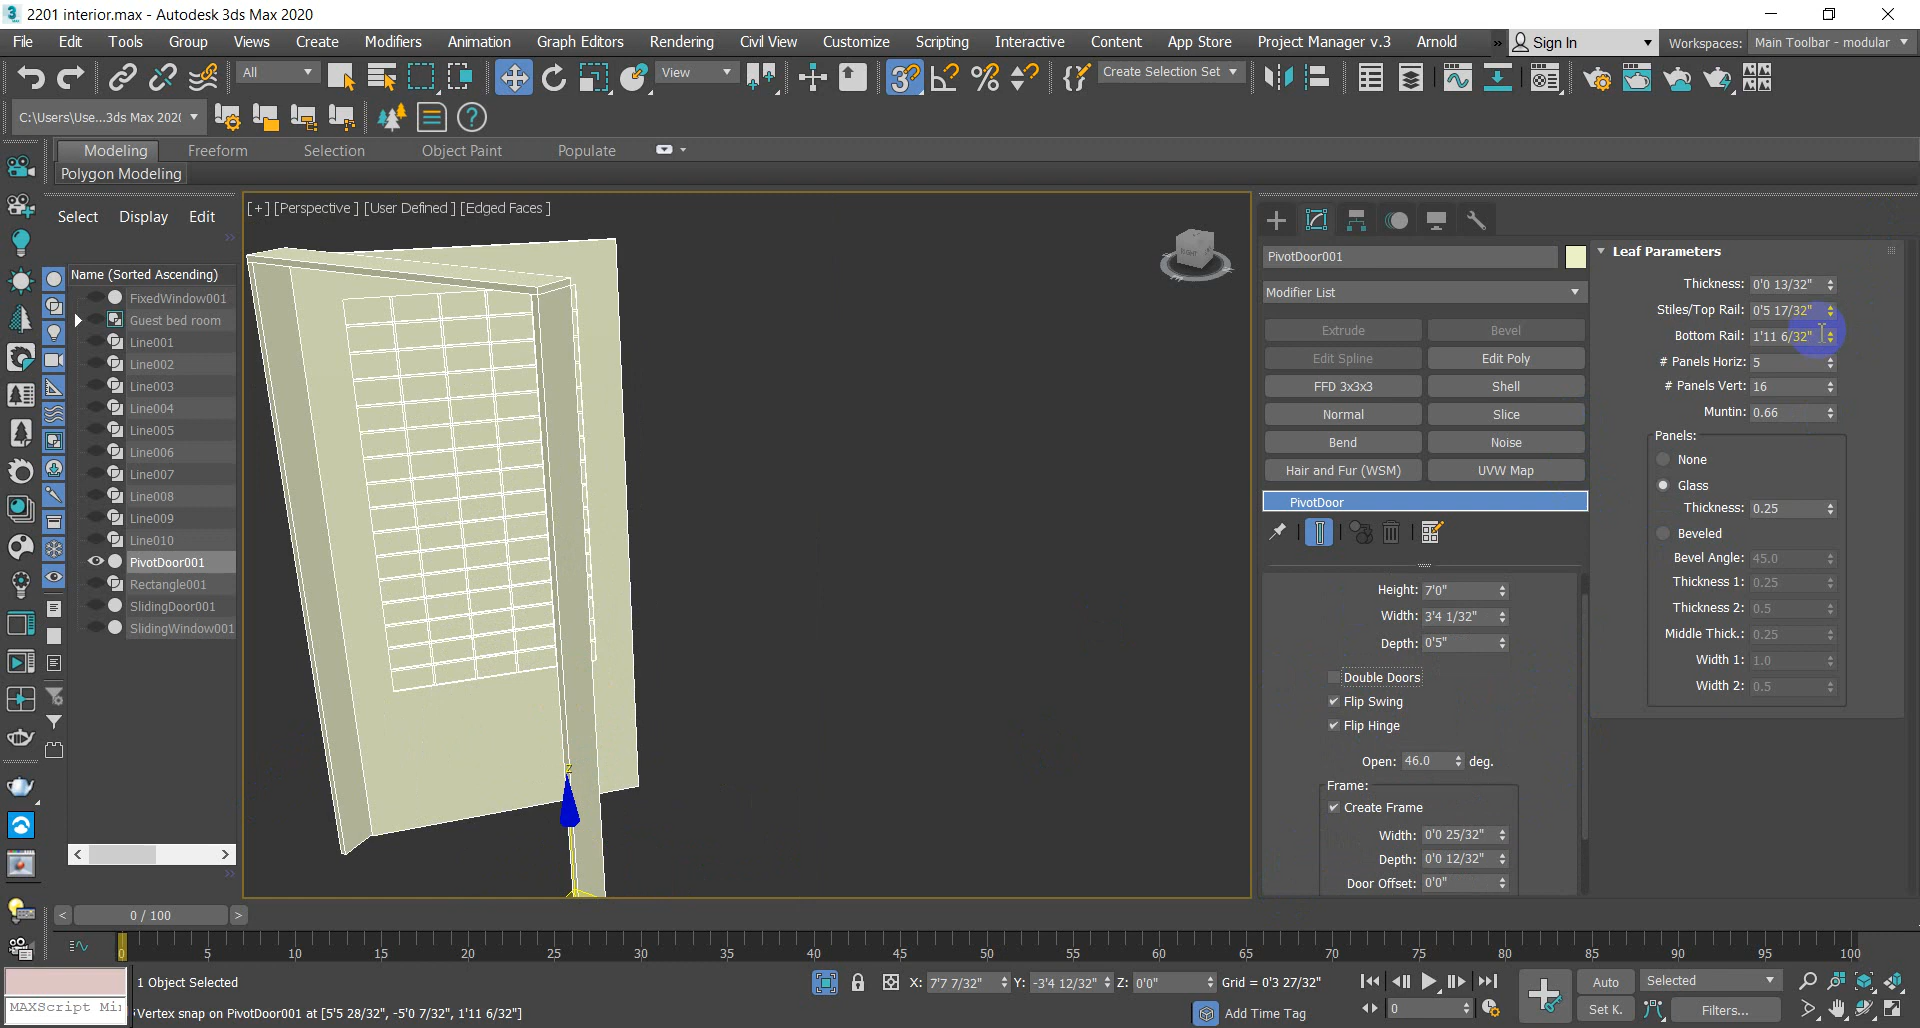 2201 interior.max - Autodesk 3ds Max 2020
File Edit Tools Group Views Create Modifiers Animation Graph Editors Rendering Civil View Customize Scripting Interactive Content App Store Project Manager v.3 Arnold » Sign In Workspaces: Main Toolbar - modular
All View Create Selection Set
C:\Users\Use...3ds Max 202(
Modeling Freeform Selection Object Paint Populate
Polygon Modeling
Select Display Edit
[+] [Perspective] [User Defined] [Edged Faces]
RIGHT
Name (Sorted Ascending)
FixedWindow001
Guest bed room
Line001
Line002
Line003
Line004
Line005
Line006
Line007
Line008
Line009
Line010
PivotDoor001
Rectangle001
SlidingDoor001
SlidingWindow001
z
PivotDoor001
Modifier List
Extrude Bevel
Edit Spline Edit Poly
FFD 3x3x3 Shell
Normal Slice
Bend Noise
Hair and Fur (WSM) UVW Map
PivotDoor
Height: 7'0"
Width: 3'4 1/32"
Depth: 0'5"
Double Doors
Flip Swing
Flip Hinge
Open: 46.0 deg.
Frame:
Create Frame
Width: 0'0 25/32"
Depth: 0'0 12/32"
Door Offset: 0'0"
Leaf Parameters
Thickness: 0'0 13/32"
Stiles/Top Rail: 0'5 17/32"
Bottom Rail: 1'11 6/32"
# Panels Horiz: 5
# Panels Vert: 16
Muntin: 0.66
Panels:
None
Glass
Thickness: 0.25
Beveled
Bevel Angle: 45.0
Thickness 1: 0.25
Thickness 2: 0.5
Middle Thick.: 0.25
Width 1: 1.0
Width 2: 0.5
< 0 / 100 >
0 5 10 15 20 25 30 35 40 45 50 55 60 65 70 75 80 85 90 95 100
1 Object Selected X: 7'7 7/32" Y: -3'4 12/32" Z: 0'0" Grid = 0'3 27/32" Auto Selected
MAXScript Mi
Vertex snap on PivotDoor001 at [5'5 28/32", -5'0 7/32", 1'11 6/32"] Add Time Tag 0 Set K. Filters...